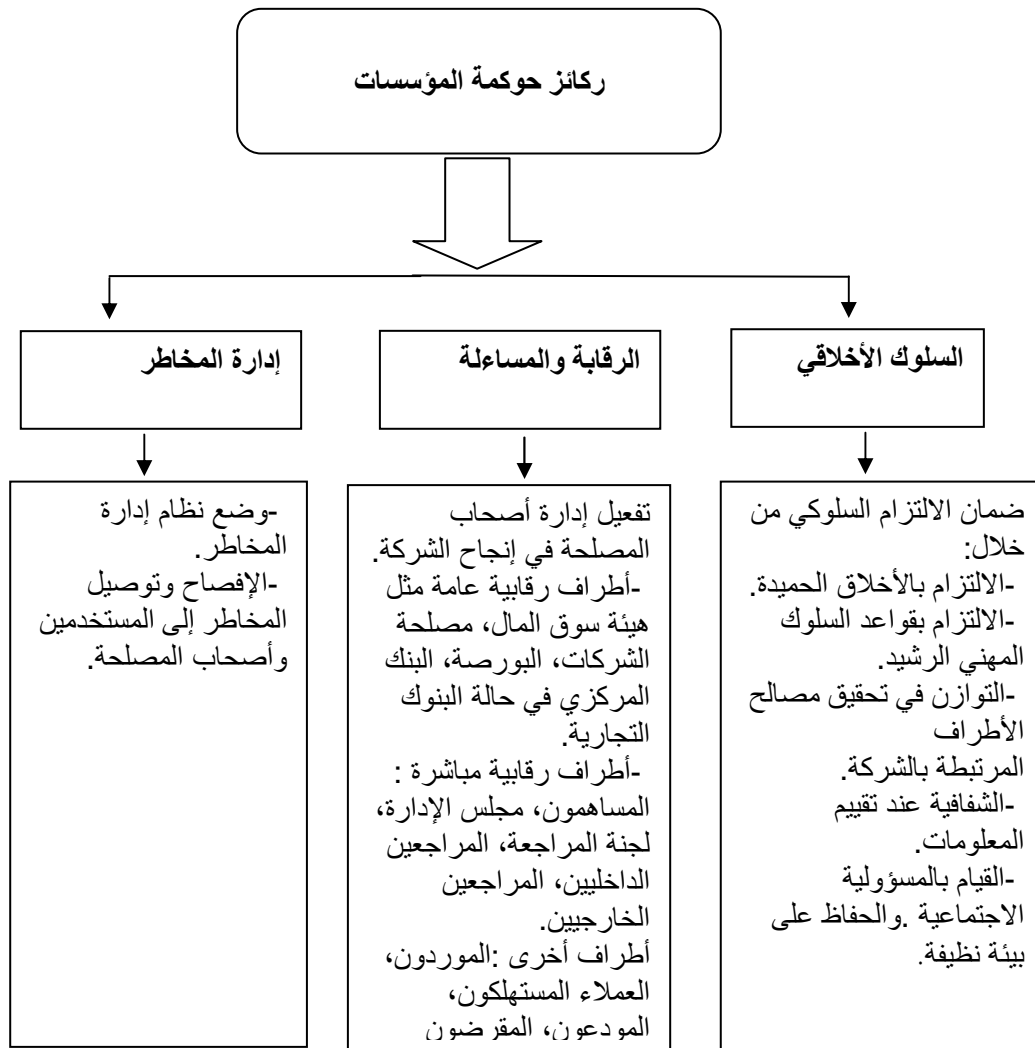 ركائز حوكمة المؤسسات
السلوك الأخلاقي
ضمان الالتزام السلوكي من
خلال:
-الالتزام بالأخلاق الحميدة.
-الالتزام بقواعد السلوك
المهني الرشيد.
-التوازن في تحقيق مصالح
الأطراف
المرتبطة بالشركة.
-الشفافية عند تقييم
المعلومات.
-القيام بالمسؤولية
الاجتماعية .والحفاظ على
بيئة نظيفة.
الرقابة والمساءلة
تفعيل إدارة أصحاب
المصلحة في إنجاح الشركة.
-أطراف رقابية عامة مثل
هيئة سوق المال، مصلحة
الشركات، البورصة، البنك
المركزي في حالة البنوك
التجارية.
-أطراف رقابية مباشرة :
المساهمون، مجلس الإدارة،
لجنة المراجعة، المراجعين
الداخليين، المراجعين
الخارجيين.
أطراف أخرى :الموردون،
العملاء المستهلكون،
المودعون، المقرضون
إدارة المخاطر
-وضع نظام إدارة
المخاطر.
-الإفصاح وتوصيل
المخاطر إلى المستخدمين
وأصحاب المصلحة.